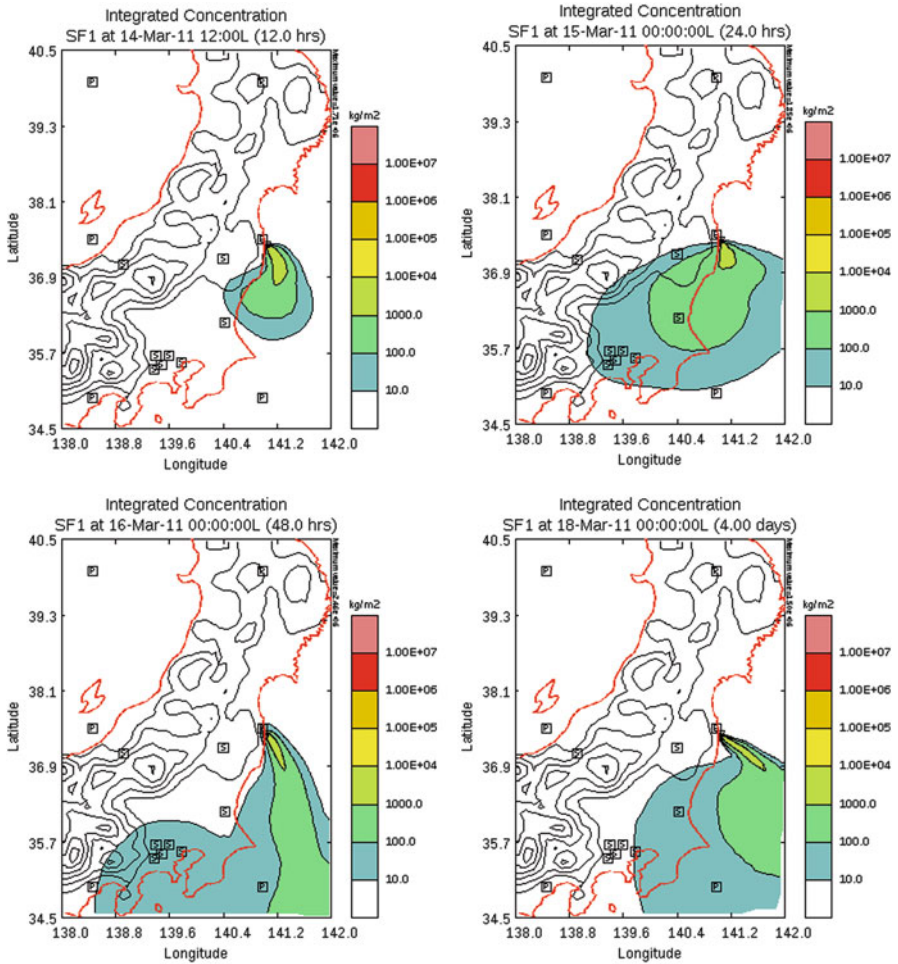 Integrated Concentration
SF1 at 14-Mar-11 12:00L (12.0 hrs)
40.5
39.3
38.1
36.9
35.7
34.5
Latitude
138.0 138.8 139.6 140.4 141.2 142.0
Longitude
P
P
P
S
S
S
S
S
S
S
S
S
P
kg/m2
1.00E+07
1.00E+06
1.00E+05
1.00E+04
1000.0
100.0
10.0
Integrated Concentration
SF1 at 15-Mar-11 00:00:00L (24.0 hrs)
40.5
39.3
38.1
36.9
35.7
34.5
Latitude
138.0 138.8 139.6 140.4 141.2 142.0
Longitude
P
P
P
S
S
S
S
S
S
S
S
P
P
kg/m2
1.00E+07
1.00E+06
1.00E+05
1.00E+04
1000.0
100.0
10.0
Integrated Concentration
SF1 at 16-Mar-11 00:00:00L (48.0 hrs)
40.5
39.3
38.1
36.9
35.7
34.5
Latitude
138.0 138.8 139.6 140.4 141.2 142.0
Longitude
P
P
S
S
S
S
S
S
S
P
P
kg/m2
1.00E+07
1.00E+06
1.00E+05
1.00E+04
1000.0
100.0
10.0
Integrated Concentration
SF1 at 18-Mar-11 00:00:00L (4.00 days)
40.5
39.3
38.1
36.9
35.7
34.5
Latitude
138.0 138.8 139.6 140.4 141.2 142.0
Longitude
P
P
S
S
S
S
S
S
S
P
P
kg/m2
1.00E+07
1.00E+06
1.00E+05
1.00E+04
1000.0
100.0
10.0